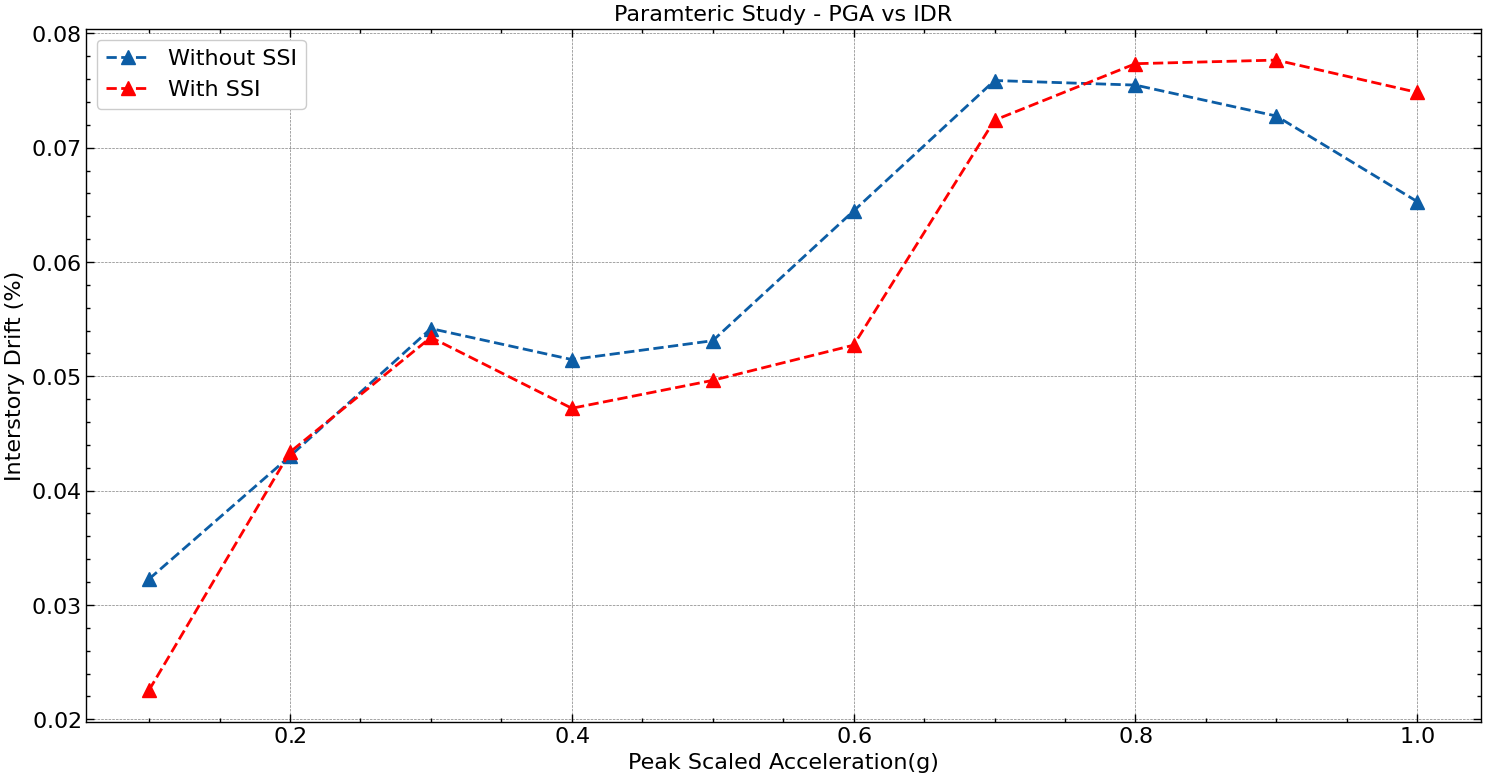 Paramteric Study - PGA vs IDR
Without SSI
With SSI
0.08
0.07
0.06
0.05
0.04
0.03
0.02
Interstory Drift (%)
0.2 0.4 0.6 0.8 1.0
Peak Scaled Acceleration(g)